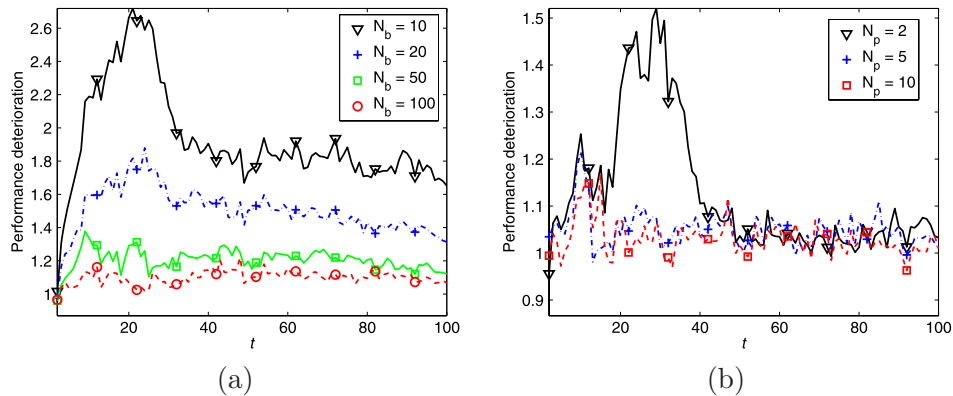 2.6
2.4
2.2
2
1.8
1.6
1.4
1.2
1
Performance deterioration
20
40
60
80
100
t
N_b = 10
N_b = 20
N_b = 50
N_b = 100
(a)
1.5
1.4
1.3
1.2
1.1
1
0.9
Performance deterioration
20
40
60
80
100
t
N_p = 2
N_p = 5
N_p = 10
(b)